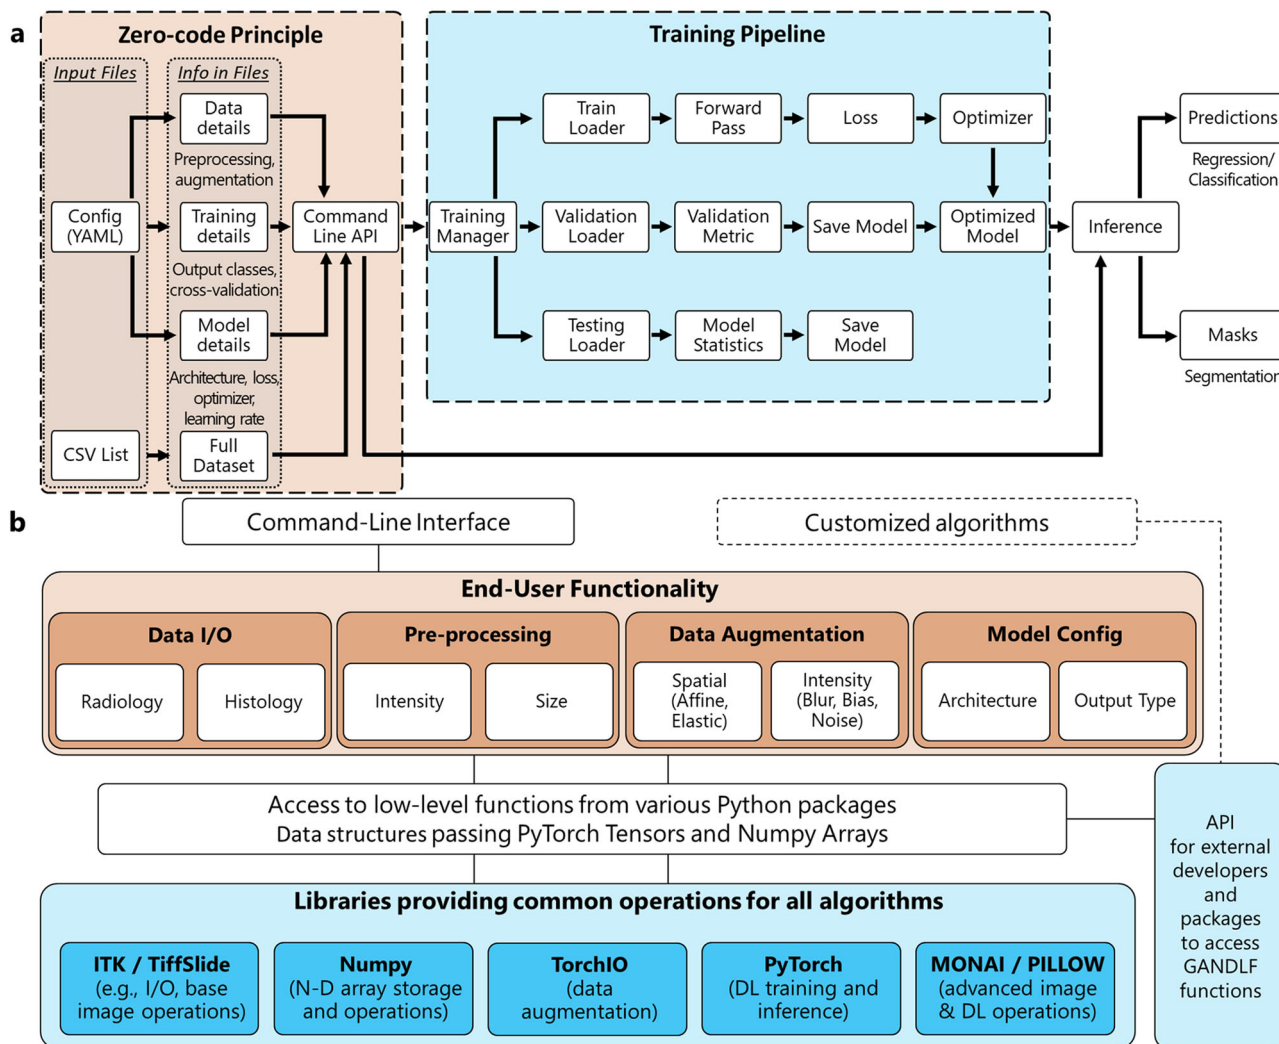 a
Zero-code Principle
Input Files
Info in Files
Data
details
Preprocessing,
augmentation
Config
(YAML)
Training
details
Output classes,
cross-validation
Model
details
Architecture, loss,
optimizer,
learning rate
CSV List
Full
Dataset
Command
Line API
Training Pipeline
Training
Manager
Train
Loader
Forward
Pass
Loss
Optimizer
Validation
Loader
Validation
Metric
Save Model
Optimized
Model
Testing
Loader
Model
Statistics
Save
Model
Inference
Predictions
Regression/
Classification
Masks
Segmentation
b
Command-Line Interface
Customized algorithms
End-User Functionality
Data I/O
Radiology
Histology
Pre-processing
Intensity
Size
Data Augmentation
Spatial
(Affine,
Elastic)
Intensity
(Blur, Bias,
Noise)
Model Config
Architecture
Output Type
Access to low-level functions from various Python packages
Data structures passing PyTorch Tensors and Numpy Arrays
API
for external
developers
and
packages
to access
GANDLF
functions
Libraries providing common operations for all algorithms
ITK / TiffSlide
(e.g., I/O, base
image operations)
Numpy
(N-D array storage
and operations)
TorchIO
(data
augmentation)
PyTorch
(DL training and
inference)
MONAI / PILLOW
(advanced image
& DL operations)